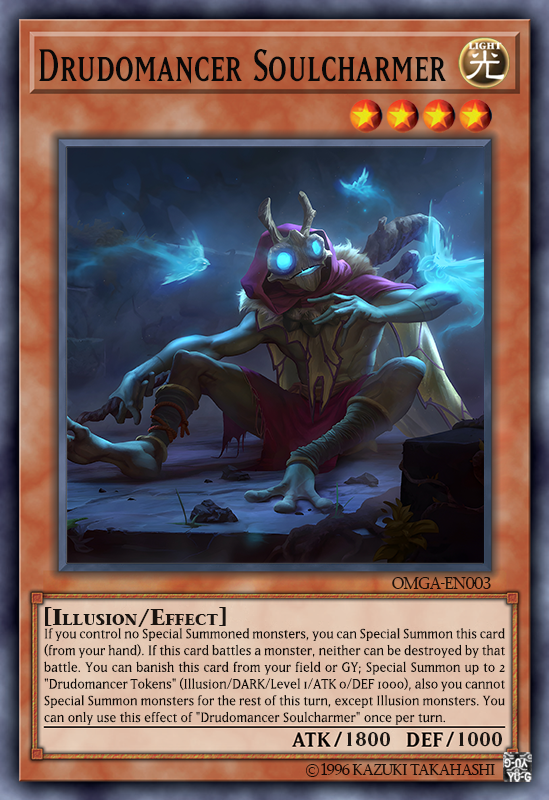 DRUDOMANCER SOULCHARMER
LIGHT
光
OMGA-EN003
[ILLUSION/EFFECT]
If you control no Special Summoned monsters, you can Special Summon this card
(from your hand). If this card battles a monster, neither can be destroyed by that
battle. You can banish this card from your field or GY; Special Summon up to 2
"Drudomancer Tokens" (Illusion/DARK/Level 1/ATK 0/DEF 1000), also you cannot
Special Summon monsters for the rest of this turn, except Illusion monsters. You
can only use this effect of "Drudomancer Soulcharmer" once per turn.
ATK/1800 DEF/1000
©1996 KAZUKI TAKAHASHI